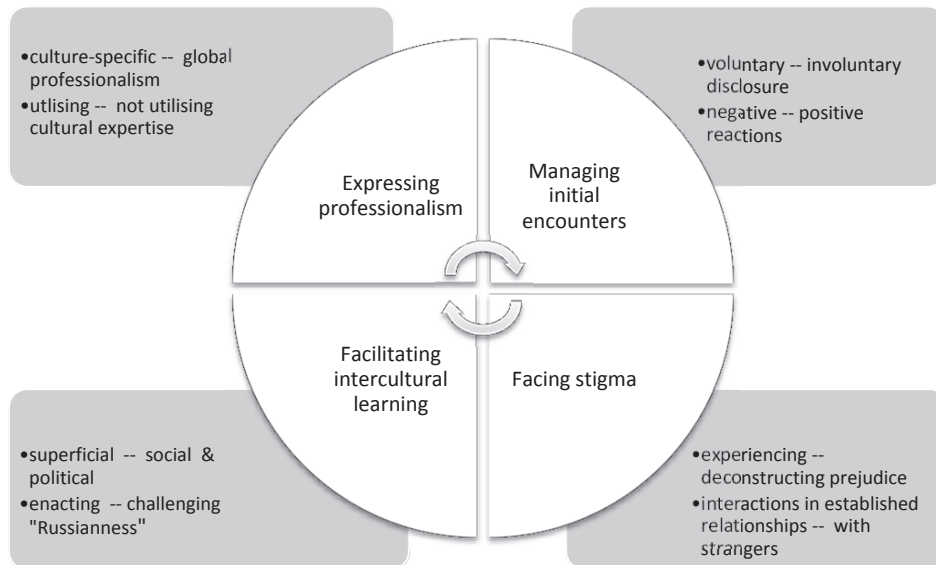 •culture-specific -- global
professionalism
•utlising -- not utilising
cultural expertise
•voluntary -- involuntary
disclosure
•negative -- positive
reactions
Expressing
professionalism
Managing
initial
encounters
Facilitating
intercultural
learning
Facing stigma
•superficial -- social &
political
•enacting -- challenging
"Russianness"
•experiencing --
deconstructing prejudice
•interactions in established
relationships -- with
strangers